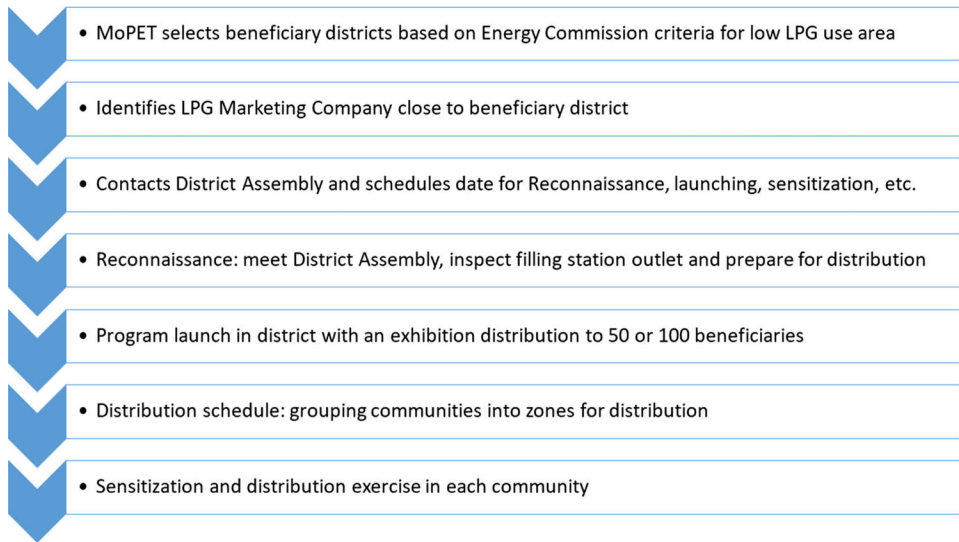 • MoPET selects beneficiary districts based on Energy Commission criteria for low LPG use area
• Identifies LPG Marketing Company close to beneficiary district
• Contacts District Assembly and schedules date for Reconnaissance, launching, sensitization, etc.
• Reconnaissance: meet District Assembly, inspect filling station outlet and prepare for distribution
• Program launch in district with an exhibition distribution to 50 or 100 beneficiaries
• Distribution schedule: grouping communities into zones for distribution
• Sensitization and distribution exercise in each community